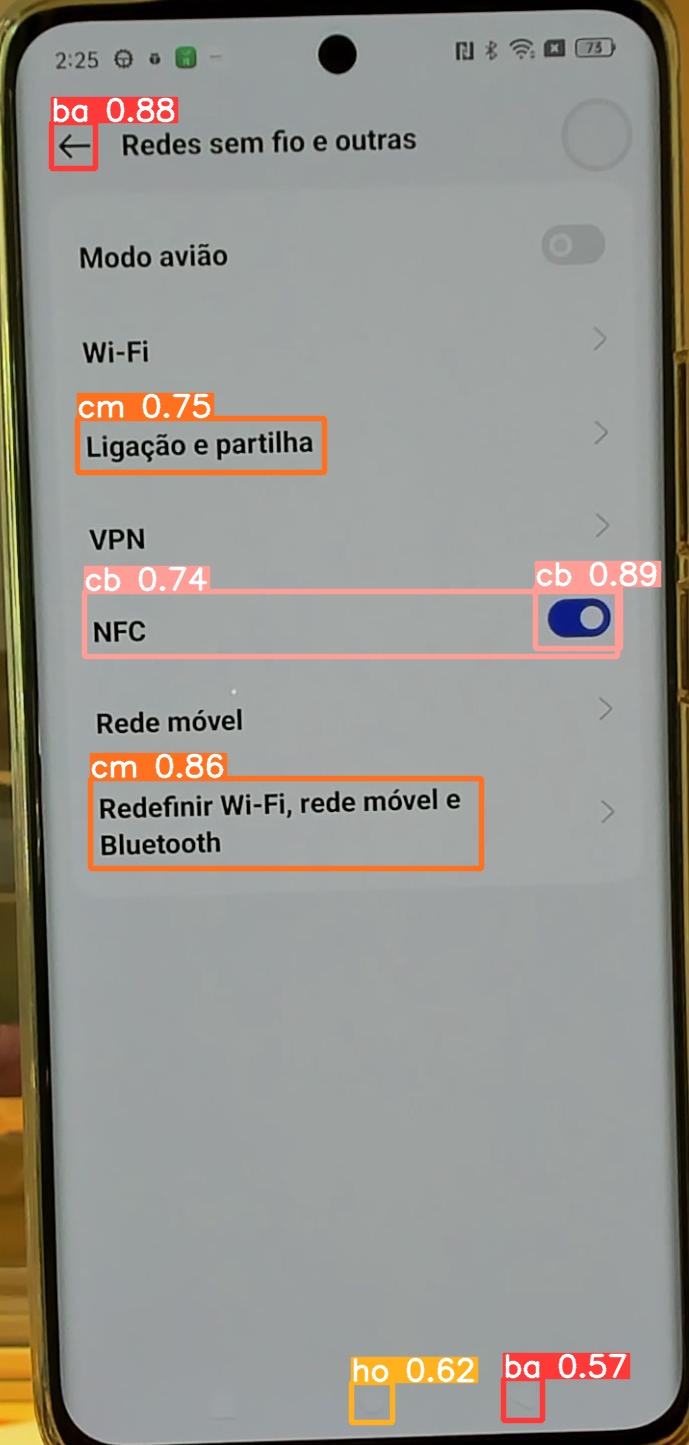 2:25
73
ba 0.88
Redes sem fio e outras
Modo avião
Wi-Fi
cm 0.75
Ligação e partilha
VPN
cb 0.74
cb 0.89
NFC
Rede móvel
cm 0.86
Redefinir Wi-Fi, rede móvel e
Bluetooth
ho 0.62
ba 0.57